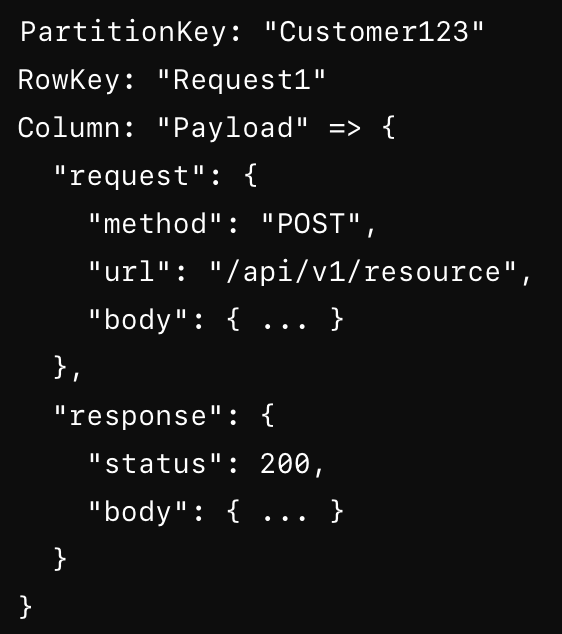 PartitionKey: "Customer123"
RowKey: "Request1"
Column: "Payload" => {
  "request": {
    "method": "POST",
    "url": "/api/v1/resource",
    "body": { ... }
  },
  "response": {
    "status": 200,
    "body": { ... }
  }
}